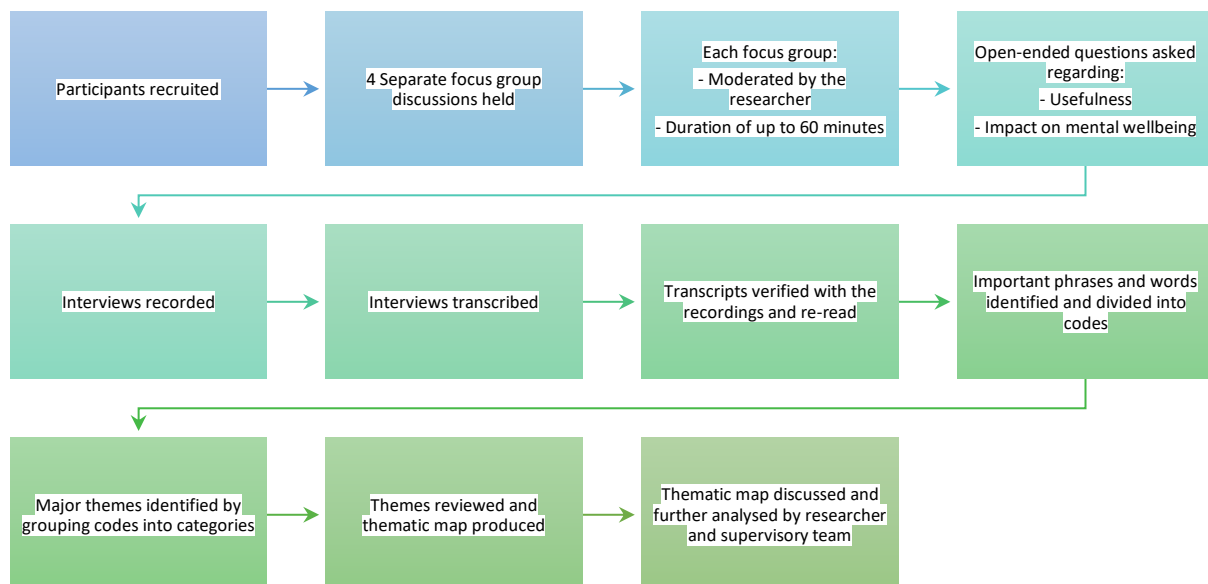 Participants recruited
4 Separate focus group
discussions held
Each focus group:
- Moderated by the
researcher
- Duration of up to 60 minutes
Open-ended questions asked
regarding:
- Usefulness
- Impact on mental wellbeing
Interviews recorded
Interviews transcribed
Transcripts verified with the
recordings and re-read
Important phrases and words
identified and divided into
codes
Major themes identified by
grouping codes into categories
Themes reviewed and
thematic map produced
Thematic map discussed and
further analysed by researcher
and supervisory team